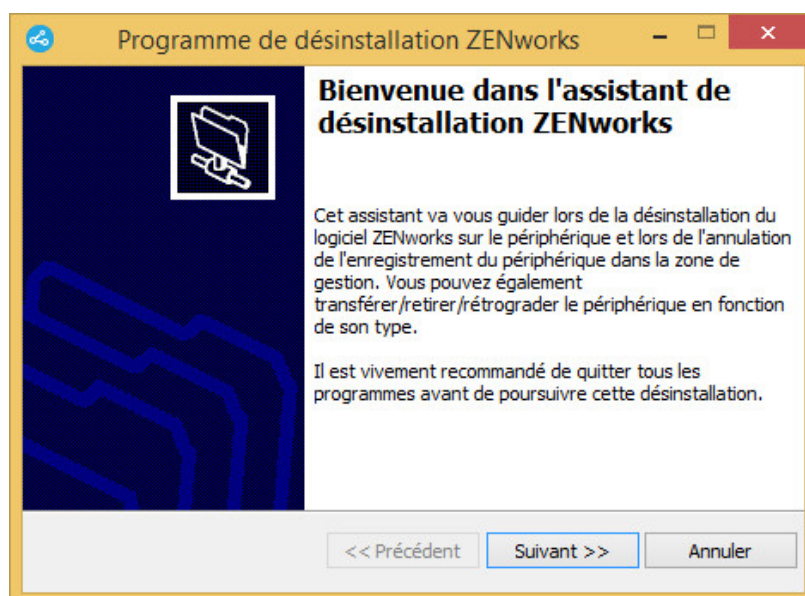 Programme de désinstallation ZENworks
Bienvenue dans l'assistant de
désinstallation ZENworks
Cet assistant va vous guider lors de la désinstallation du
logiciel ZENworks sur le périphérique et lors de l'annulation
de l'enregistrement du périphérique dans la zone de
gestion. Vous pouvez également
transférer/retirer/rétrograder le périphérique en fonction
de son type.
Il est vivement recommandé de quitter tous les
programmes avant de poursuivre cette désinstallation.
<< Précédent
Suivant >>
Annuler